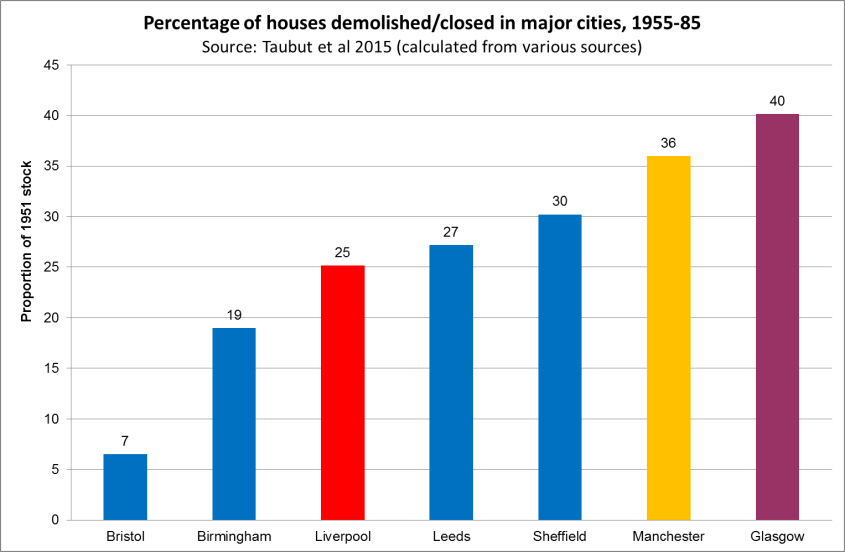 Percentage of houses demolished/closed in major cities, 1955-85
Source: Taubut et al 2015 (calculated from various sources)
Proportion of 1951 stock
45
40
35
30
25
20
15
10
5
0
7
19
25
27
30
36
40
Bristol
Birmingham
Liverpool
Leeds
Sheffield
Manchester
Glasgow